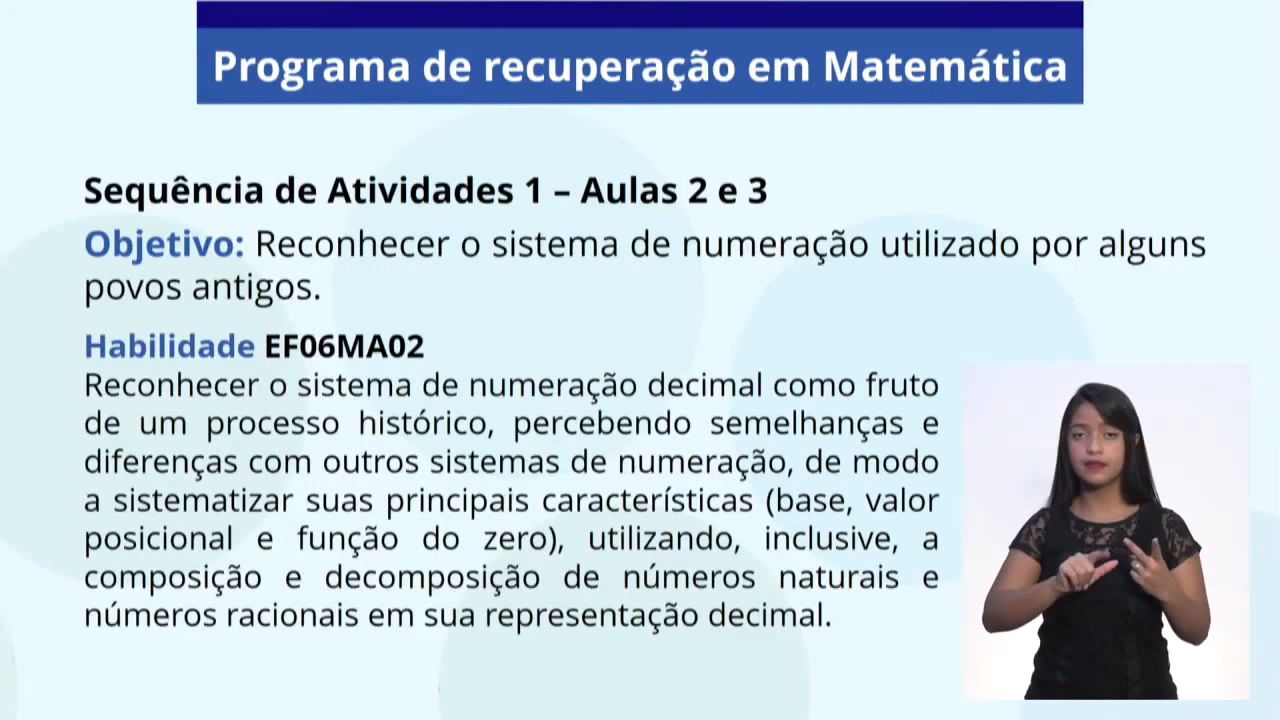 Programa de recuperação em Matemática
Sequência de Atividades 1 – Aulas 2 e 3
Objetivo: Reconhecer o sistema de numeração utilizado por alguns
povos antigos.
Habilidade EF06MA02
Reconhecer o sistema de numeração decimal como fruto
de um processo histórico, percebendo semelhanças e
diferenças com outros sistemas de numeração, de modo
a sistematizar suas principais características (base, valor
posicional e função do zero), utilizando, inclusive, a
composição e decomposição de números naturais e
números racionais em sua representação decimal.